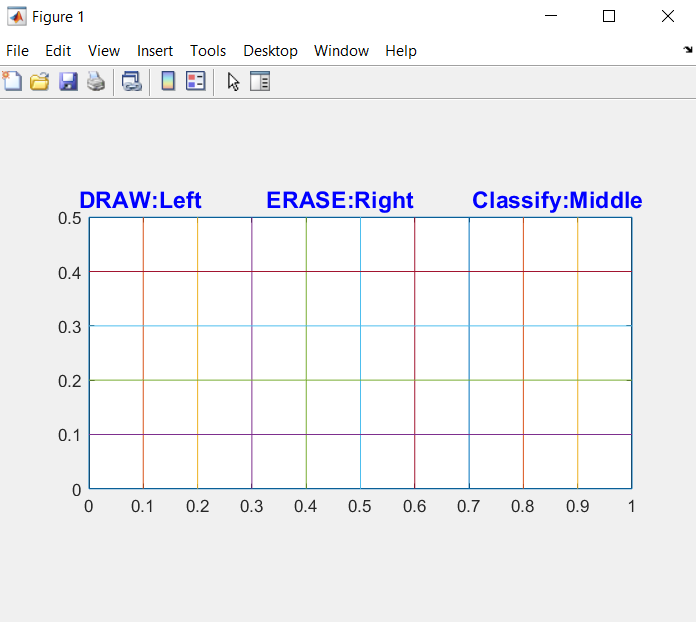 Figure 1
File Edit View Insert Tools Desktop Window Help
DRAW:Left ERASE:Right Classify:Middle
0.5
0.4
0.3
0.2
0.1
0
0 0.1 0.2 0.3 0.4 0.5 0.6 0.7 0.8 0.9 1